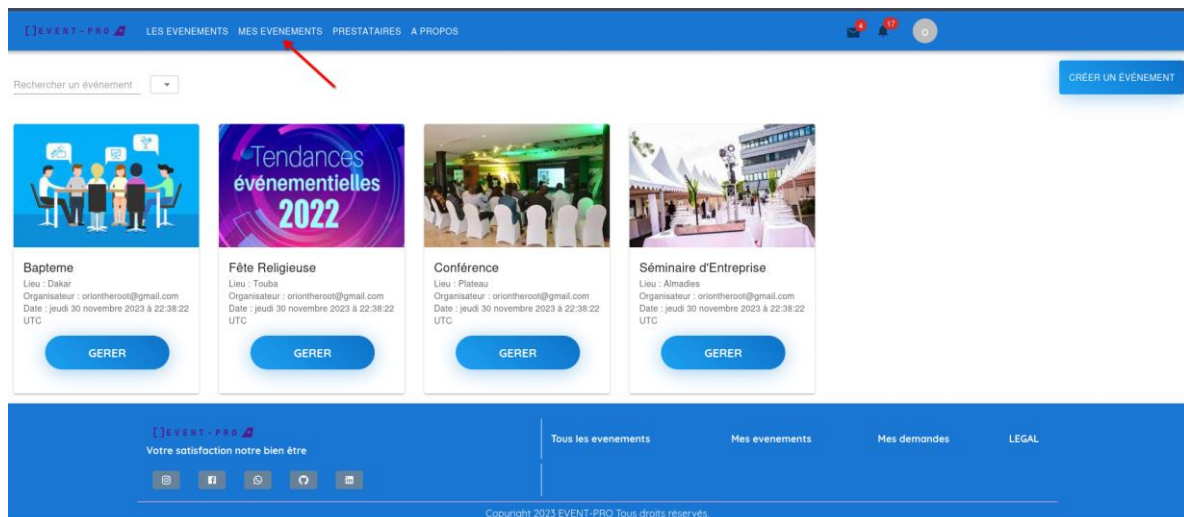 []EVENT-PRO
LES EVENEMENTS MES EVENEMENTS PRESTATAIRES A PROPOS
4
17
o
Rechercher un événement
CRÉER UN ÉVÉNEMENT
Tendances
événementielles
2022
Bapteme
Lieu : Dakar
Organisateur : oriontheroot@gmail.com
Date : jeudi 30 novembre 2023 à 22:38:22
UTC
GERER
Fête Religieuse
Lieu : Touba
Organisateur : oriontheroot@gmail.com
Date : jeudi 30 novembre 2023 à 22:38:22
UTC
GERER
Conférence
Lieu : Plateau
Organisateur : oriontheroot@gmail.com
Date : jeudi 30 novembre 2023 à 22:38:22
UTC
GERER
Séminaire d'Entreprise
Lieu : Almadies
Organisateur : oriontheroot@gmail.com
Date : jeudi 30 novembre 2023 à 22:38:22
UTC
GERER
[]EVENT-PRO
Votre satisfaction notre bien être
Tous les evenements
Mes evenements
Mes demandes
LEGAL
Copyright 2023 EVENT-PRO Tous droits réservés.